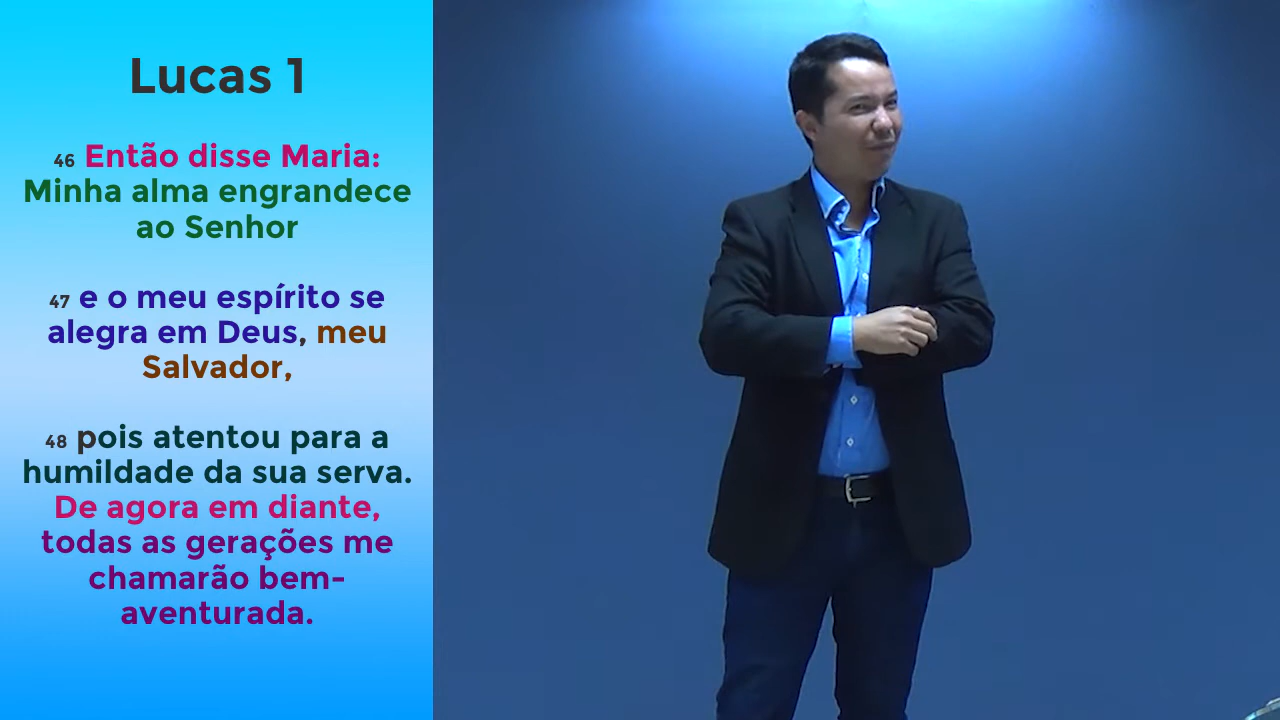 Lucas 1
46 Então disse Maria:
Minha alma engrandece
ao Senhor
47 e o meu espírito se
alegra em Deus, meu
Salvador,
48 pois atentou para a
humildade da sua serva.
De agora em diante,
todas as gerações me
chamarão bem-
aventurada.